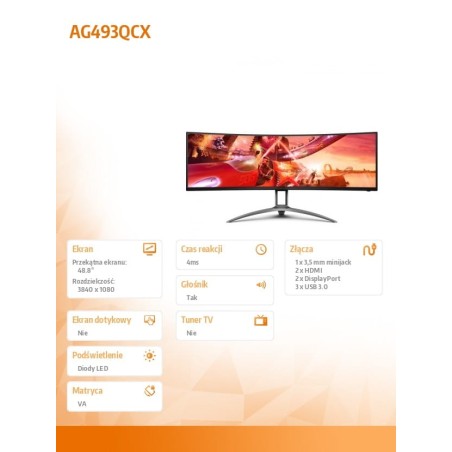 AG493QCX
Ekran
Przekątna ekranu:
48.8"
Rozdzielczość:
3840 x 1080
Ekran dotykowy
Nie
Podświetlenie
Diody LED
Matryca
VA
Czas reakcji
4ms
Głośnik
Tak
Tuner TV
Nie
Złącza
1 x 3,5 mm minijack
2 x HDMI
2 x DisplayPort
3 x USB 3.0